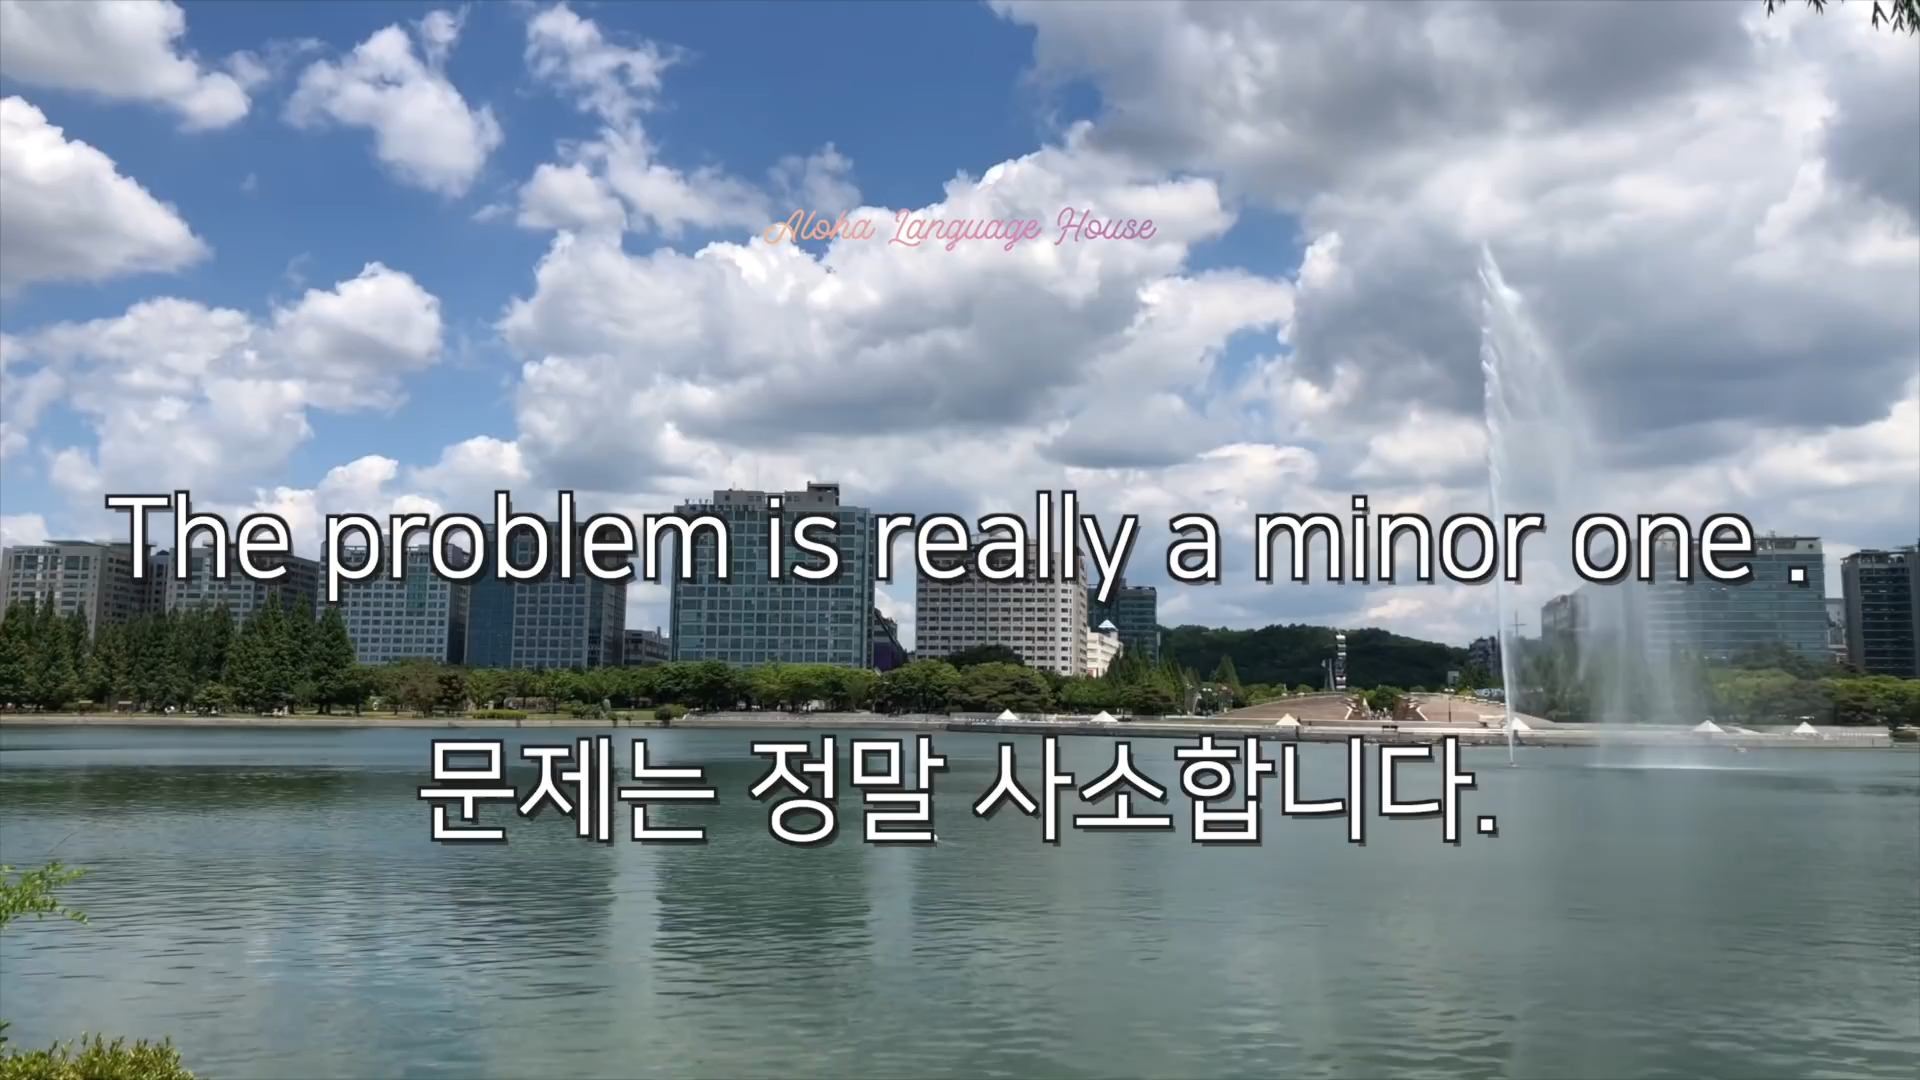 Aloha Language House
The problem is really a minor one .
문제는 정말 사소합니다.